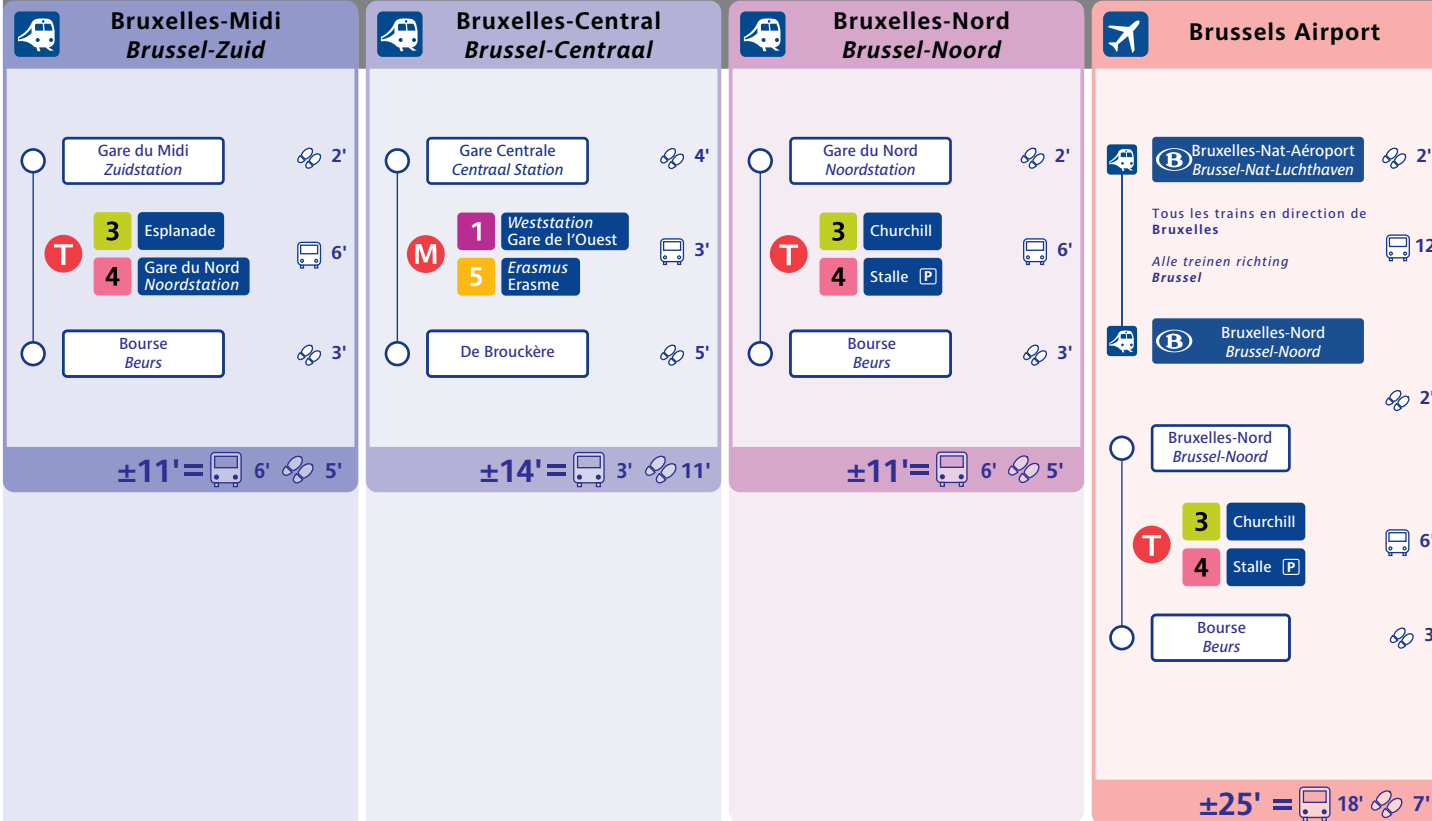 Bruxelles-Midi
Brussel-Zuid
Gare du Midi
Zuidstation
2'
3 Esplanade
T
4 Gare du Nord
Noordstation
6'
Bourse
Beurs
3'
±11'= 6' 5'
Bruxelles-Central
Brussel-Centraal
Gare Centrale
Centraal Station
4'
M
1 Weststation
Gare de l'Ouest
5 Erasmus
Erasme
3'
De Brouckère
5'
±14'= 3' 11'
Bruxelles-Nord
Brussel-Noord
Gare du Nord
Noordstation
2'
T
3 Churchill
4 Stalle P
6'
Bourse
Beurs
3'
±11'= 6' 5'
Brussels Airport
B Bruxelles-Nat-Aéroport
Brussel-Nat-Luchthaven
2'
Tous les trains en direction de
Bruxelles
Alle treinen richting
Brussel
12
B Bruxelles-Nord
Brussel-Noord
2'
Bruxelles-Nord
Brussel-Noord
T
3 Churchill
4 Stalle P
6'
Bourse
Beurs
3
±25' = 18' 7'